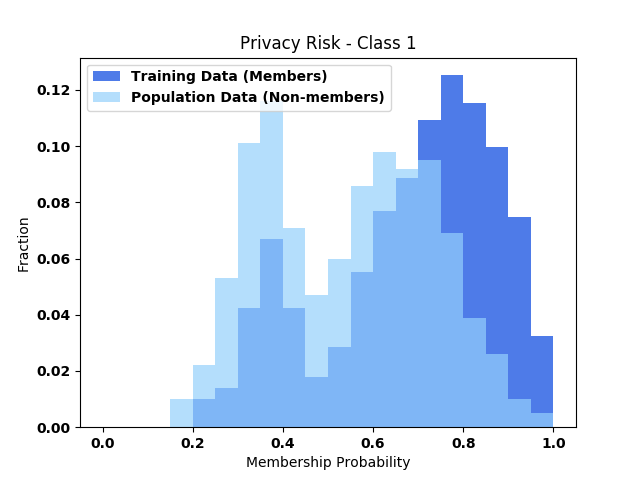 Privacy Risk - Class 1
Training Data (Members)
Population Data (Non-members)
0.12
0.10
0.08
0.06
0.04
0.02
0.00
Fraction
0.0 0.2 0.4 0.6 0.8 1.0
Membership Probability